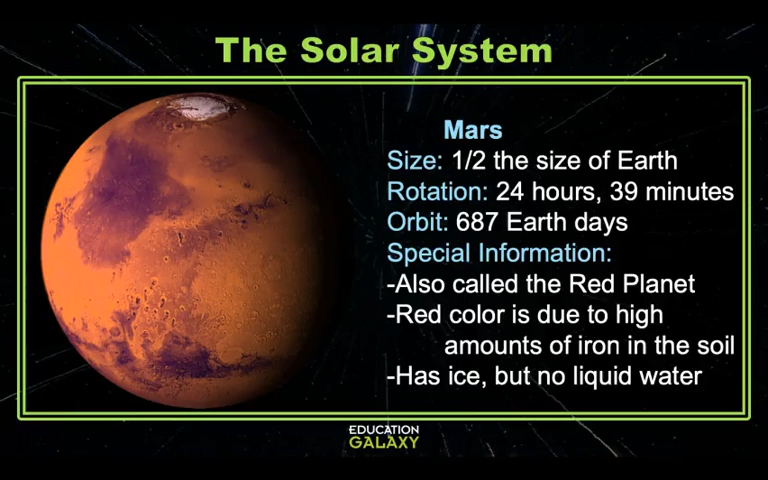 The Solar System
Mars
Size: 1/2 the size of Earth
Rotation: 24 hours, 39 minutes
Orbit: 687 Earth days
Special Information:
-Also called the Red Planet
-Red color is due to high
amounts of iron in the soil
-Has ice, but no liquid water
EDUCATION
GALAXY